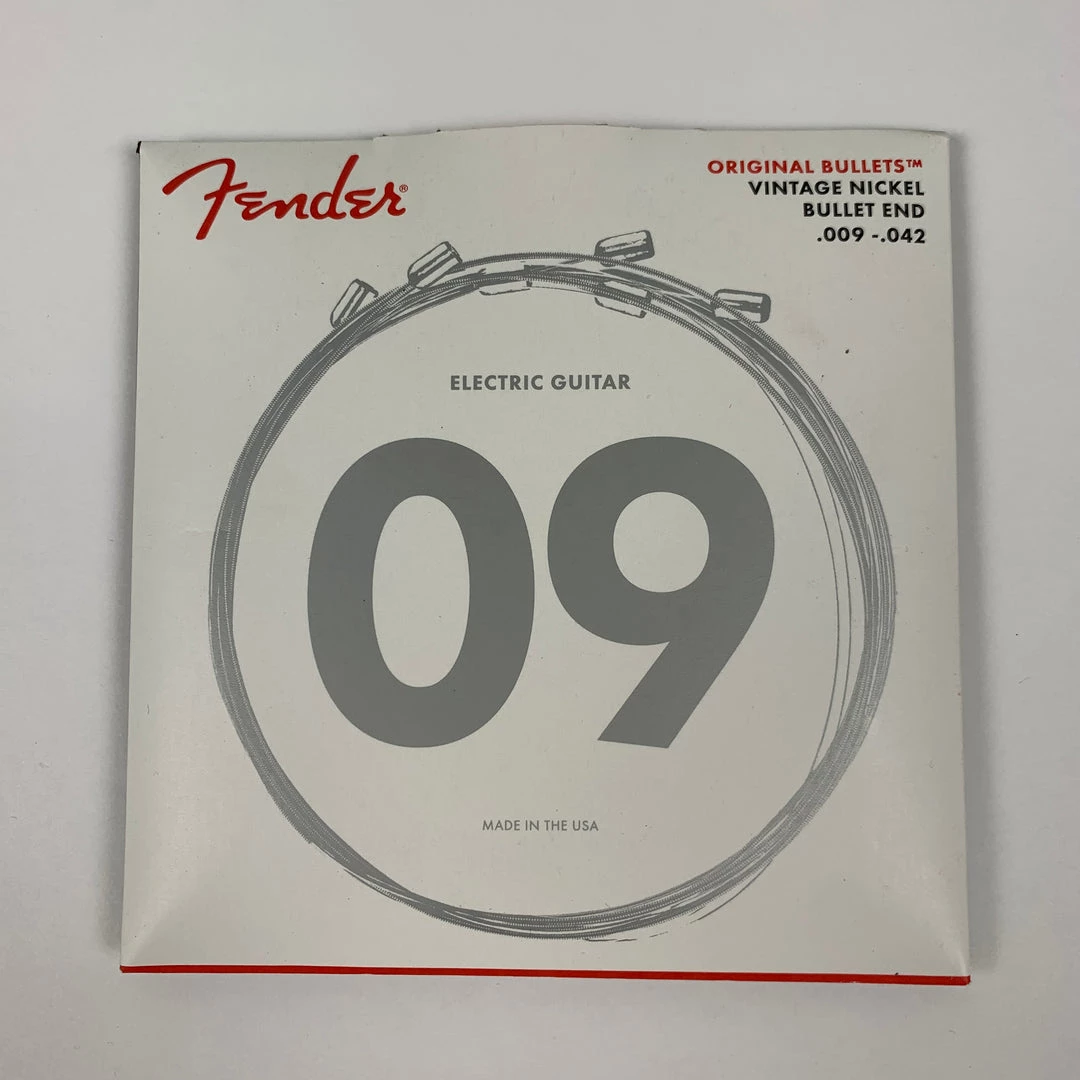 Fender®
ORIGINAL BULLETS™
VINTAGE NICKEL
BULLET END
.009 -.042
ELECTRIC GUITAR
09
MADE IN THE USA